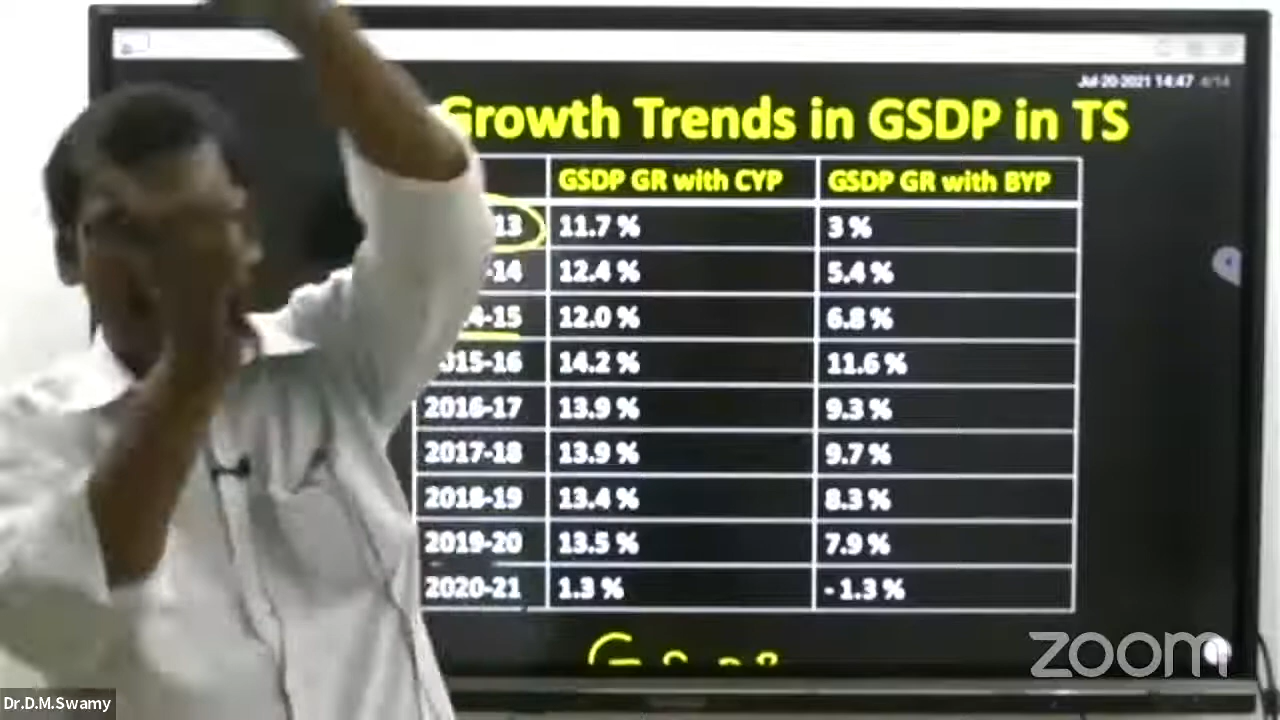 Jul-20-2021 14:47 4/14
Growth Trends in GSDP in TS
GSDP GR with CYP GSDP GR with BYP
13 11.7 % 3 %
-14 12.4 % 5.4 %
4-15 12.0 % 6.8 %
015-16 14.2 % 11.6 %
2016-17 13.9 % 9.3 %
2017-18 13.9 % 9.7 %
2018-19 13.4 % 8.3 %
2019-20 13.5 % 7.9 %
2020-21 1.3 % - 1.3 %
zoom
Dr.D.M.Swamy